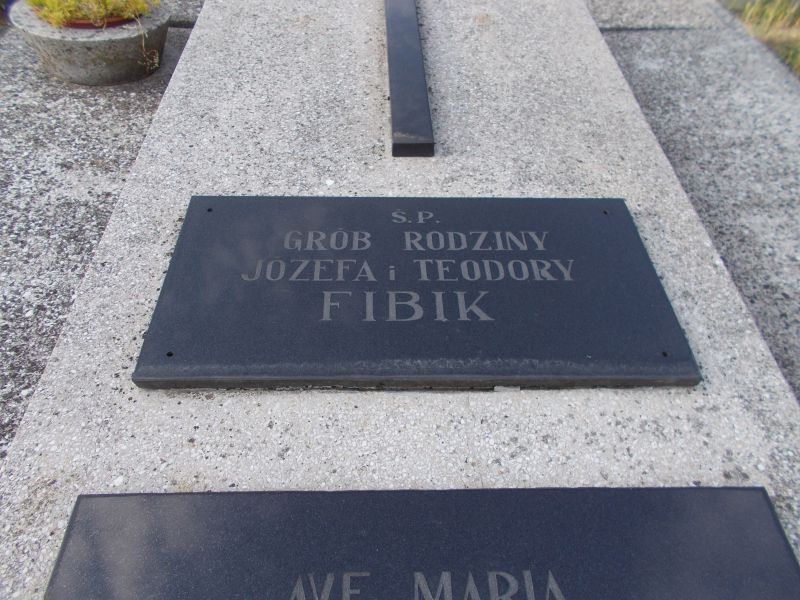 Ś.P.
GRÓB RODZINY
JÓZEFA i TEODORY
FIBIK
AVE MARIA